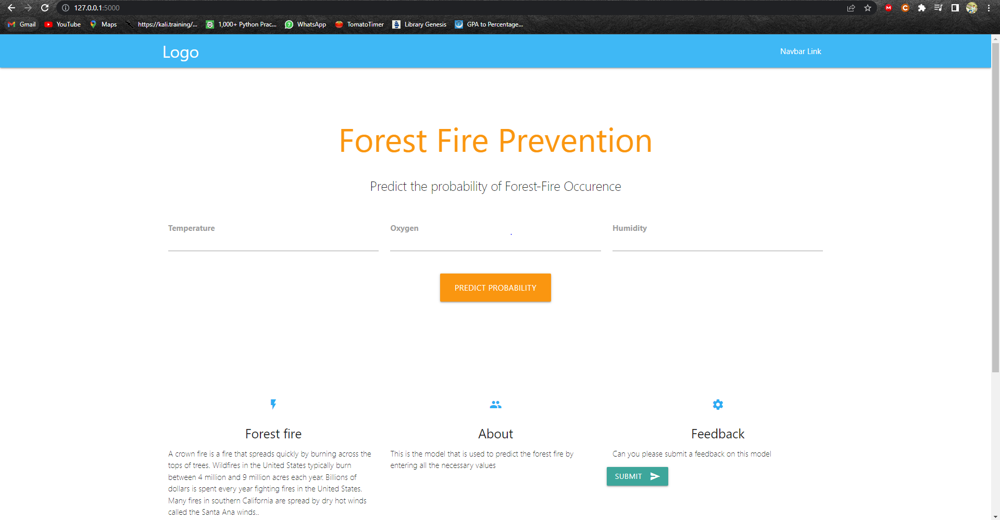 127.0.0.1:5000
Gmail YouTube Maps https://kali.training/... 1,000+ Python Prac... 7 WhatsApp TomatoTimer Library Genesis GPA to Percentage...
Logo Navbar Link
Forest Fire Prevention
Predict the probability of Forest-Fire Occurence
Temperature Oxygen Humidity
PREDICT PROBABILITY
Forest fire
A crown fire is a fire that spreads quickly by burning across the
tops of trees. Wildfires in the United States typically burn
between 4 million and 9 million acres each year. Billions of
dollars is spent every year fighting fires in the United States.
Many fires in southern California are spread by dry hot winds
called the Santa Ana winds..
About
This is the model that is used to predict the forest fire by
entering all the necessary values
Feedback
Can you please submit a feedback on this model
SUBMIT